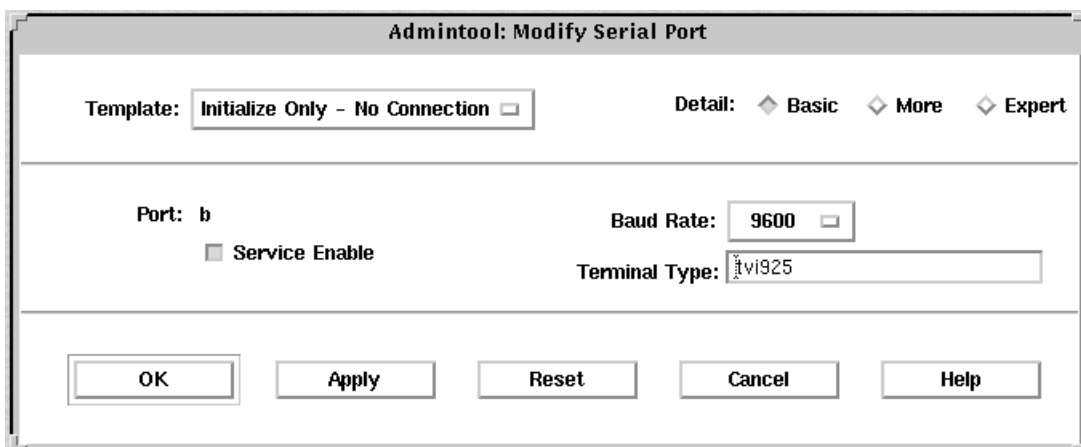 Admintool: Modify Serial Port
Template: Initialize Only - No Connection Detail: Basic More Expert
Port: b Baud Rate: 9600
Service Enable
Terminal Type: tvi925
OK Apply Reset Cancel Help